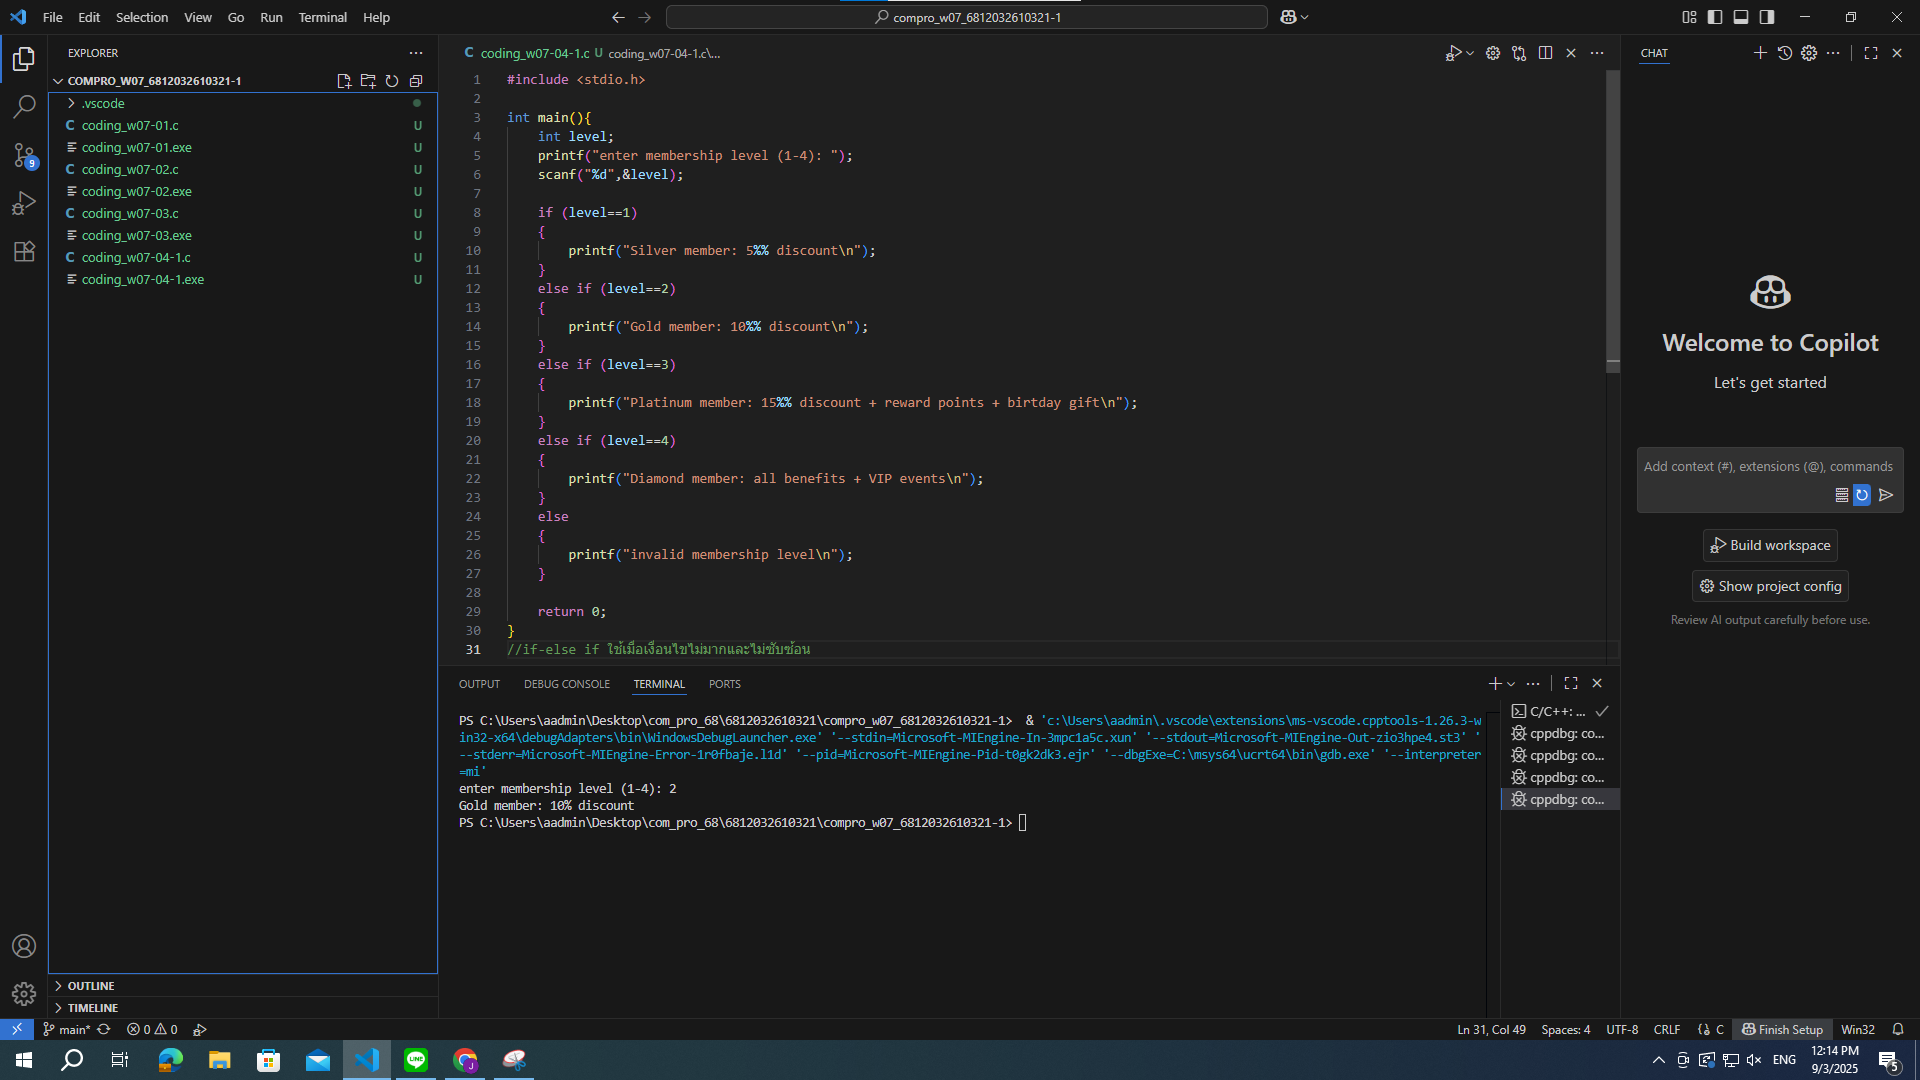 File Edit Selection View Go Run Terminal Help
compro_w07_6812032610321-1
EXPLORER
COMPRO_W07_6812032610321-1
.vscode
coding_w07-01.c U
coding_w07-01.exe U
coding_w07-02.c U
coding_w07-02.exe U
coding_w07-03.c U
coding_w07-03.exe U
coding_w07-04-1.c U
coding_w07-04-1.exe U
OUTLINE
TIMELINE
9
C coding_w07-04-1.c U coding_w07-04-1.c\...
1 #include <stdio.h>
2
3 int main(){
4 int level;
5 printf("enter membership level (1-4): ");
6 scanf("%d",&level);
7
8 if (level==1)
9 {
10 printf("Silver member: 5%% discount\n");
11 }
12 else if (level==2)
13 {
14 printf("Gold member: 10%% discount\n");
15 }
16 else if (level==3)
17 {
18 printf("Platinum member: 15%% discount + reward points + birtday gift\n");
19 }
20 else if (level==4)
21 {
22 printf("Diamond member: all benefits + VIP events\n");
23 }
24 else
25 {
26 printf("invalid membership level\n");
27 }
28
29 return 0;
30 }
31 //if-else if ใช้เมื่อเงื่อนไขไม่มากและไม่ซับซ้อน
OUTPUT DEBUG CONSOLE TERMINAL PORTS
PS C:\Users\aadmin\Desktop\com_pro_68\6812032610321\compro_w07_6812032610321-1> & 'c:\Users\aadmin\.vscode\extensions\ms-vscode.cpptools-1.26.3-w
in32-x64\debugAdapters\bin\WindowsDebugLauncher.exe' '--stdin=Microsoft-MIEngine-In-3mpc1a5c.xun' '--stdout=Microsoft-MIEngine-Out-zio3hpe4.st3' '
--stderr=Microsoft-MIEngine-Error-1r0fbaje.l1d' '--pid=Microsoft-MIEngine-Pid-t0gk2dk3.ejr' '--dbgExe=C:\msys64\ucrt64\bin\gdb.exe' '--interpreter
=mi'
enter membership level (1-4): 2
Gold member: 10% discount
PS C:\Users\aadmin\Desktop\com_pro_68\6812032610321\compro_w07_6812032610321-1>
C/C++: ...
cppdbg: co...
cppdbg: co...
cppdbg: co...
cppdbg: co...
CHAT
Welcome to Copilot
Let's get started
Add context (#), extensions (@), commands
Build workspace
Show project config
Review AI output carefully before use.
main* 0 0
Ln 31, Col 49 Spaces: 4 UTF-8 CRLF C Finish Setup Win32
LINE J
ENG
12:14 PM
9/3/2025
5